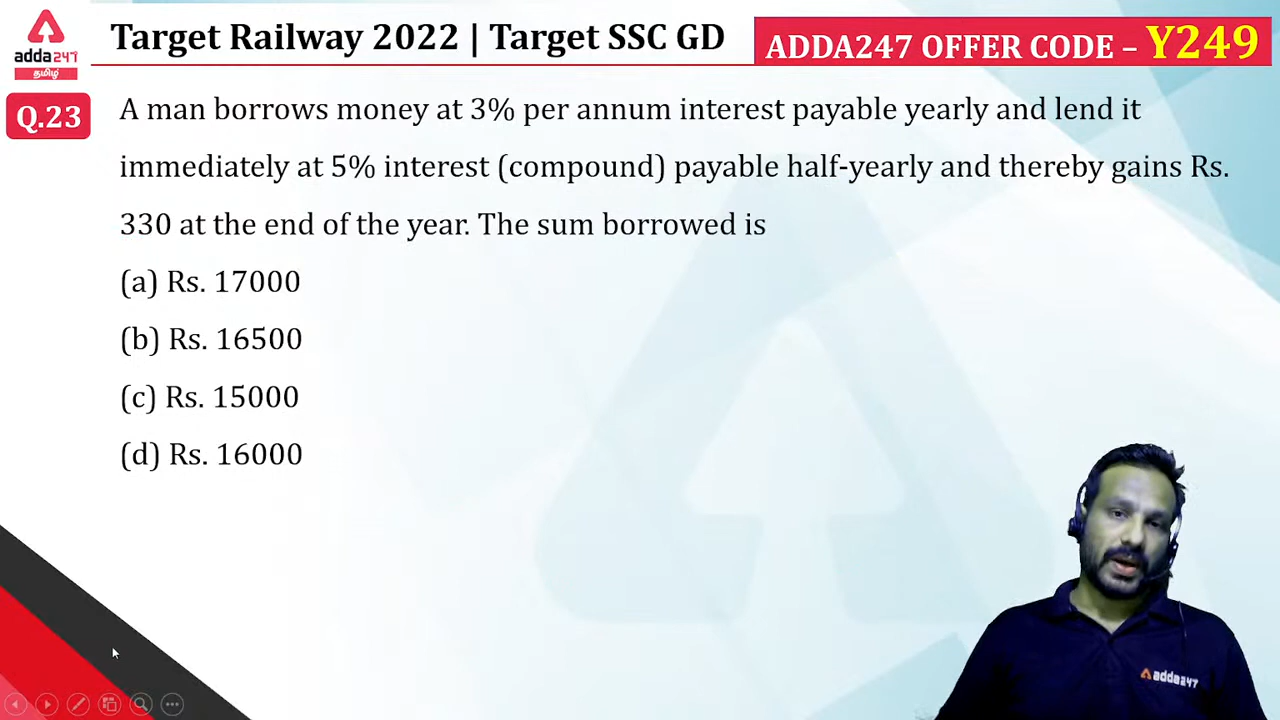 adda247
தமிழ்
Target Railway 2022 | Target SSC GD
ADDA247 OFFER CODE – Y249
Q.23
A man borrows money at 3% per annum interest payable yearly and lend it
immediately at 5% interest (compound) payable half-yearly and thereby gains Rs.
330 at the end of the year. The sum borrowed is
(a) Rs. 17000
(b) Rs. 16500
(c) Rs. 15000
(d) Rs. 16000
adda247